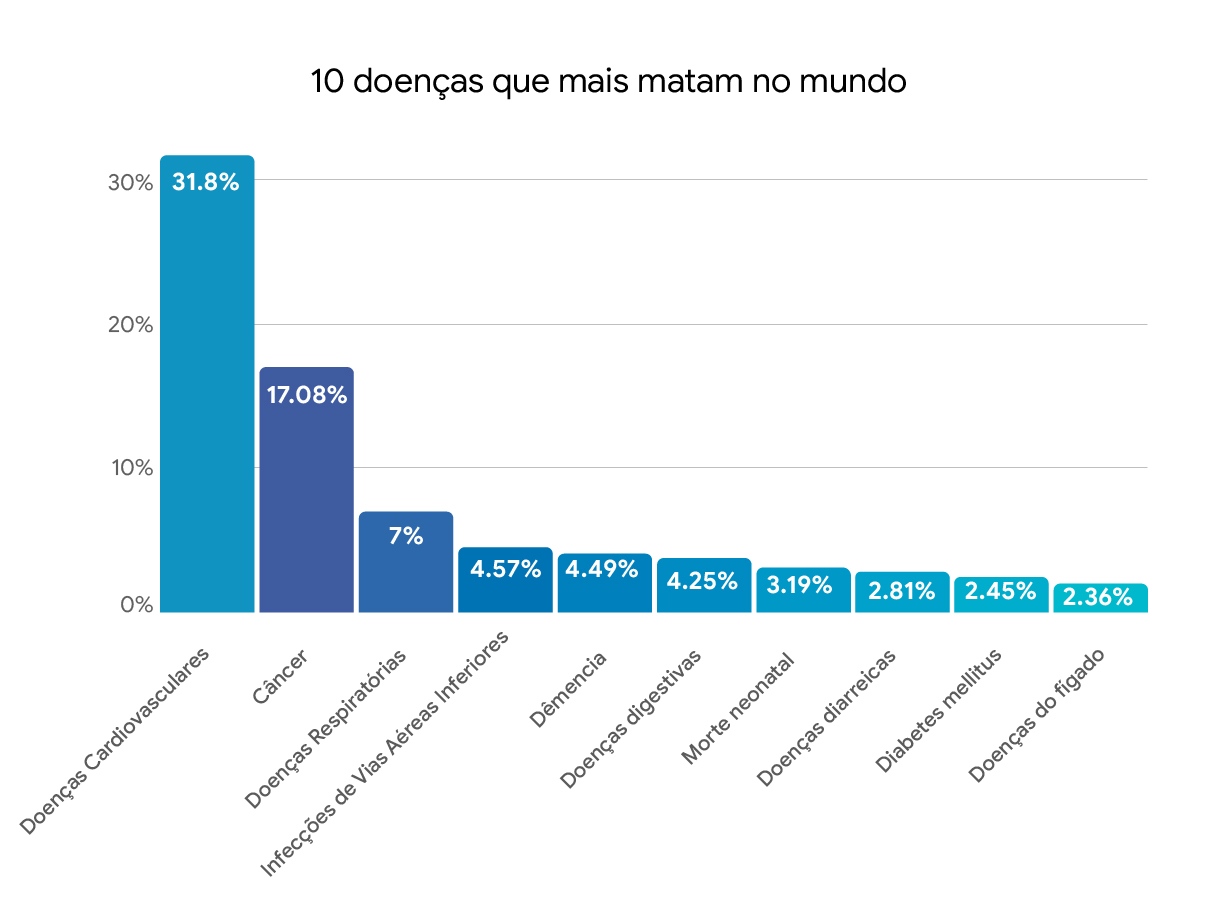 10 doenças que mais matam no mundo
30%
20%
10%
0%
31.8%
17.08%
7%
4.57%
4.49%
4.25%
3.19%
2.81%
2.45%
2.36%
Doenças Cardiovasculares
Câncer
Doenças Respiratórias
Infecções de Vias Aéreas Inferiores
Dêmencia
Doenças digestivas
Morte neonatal
Doenças diarreicas
Diabetes mellitus
Doenças do fígado